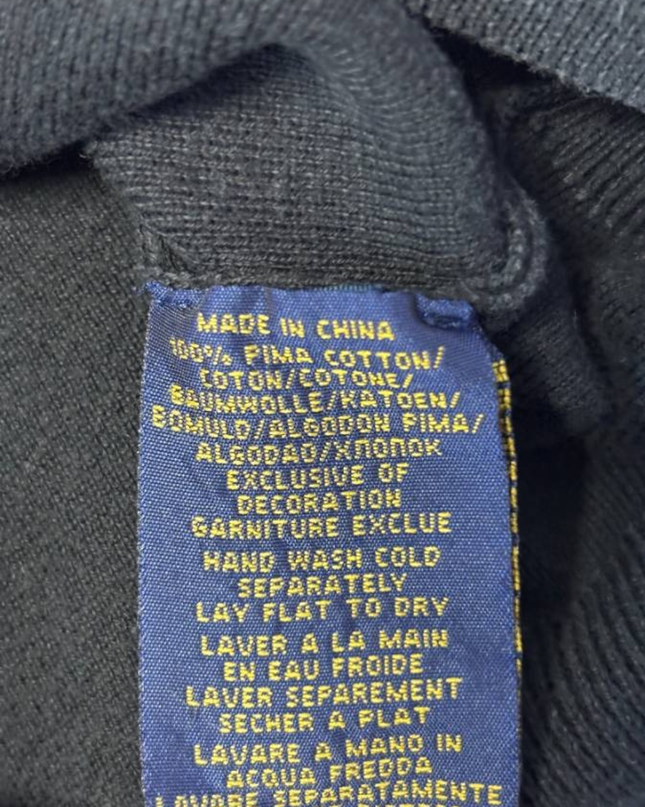 MADE IN CHINA
100% PIMA COTTON/
COTON/COTONE/
BAUMWOLLE/KATOEN/
BOMULD/ALGODON PIMA/
ALGODAO/ХЛОПОК
EXCLUSIVE OF
DECORATION
GARNITURE EXCLUE
HAND WASH COLD
SEPARATELY
LAY FLAT TO DRY
LAVER A LA MAIN
EN EAU FROIDE
LAVER SEPAREMENT
SECHER A PLAT
LAVARE A MANO IN
ACQUA FREDDA
LAVARE SEPARATAMENTE